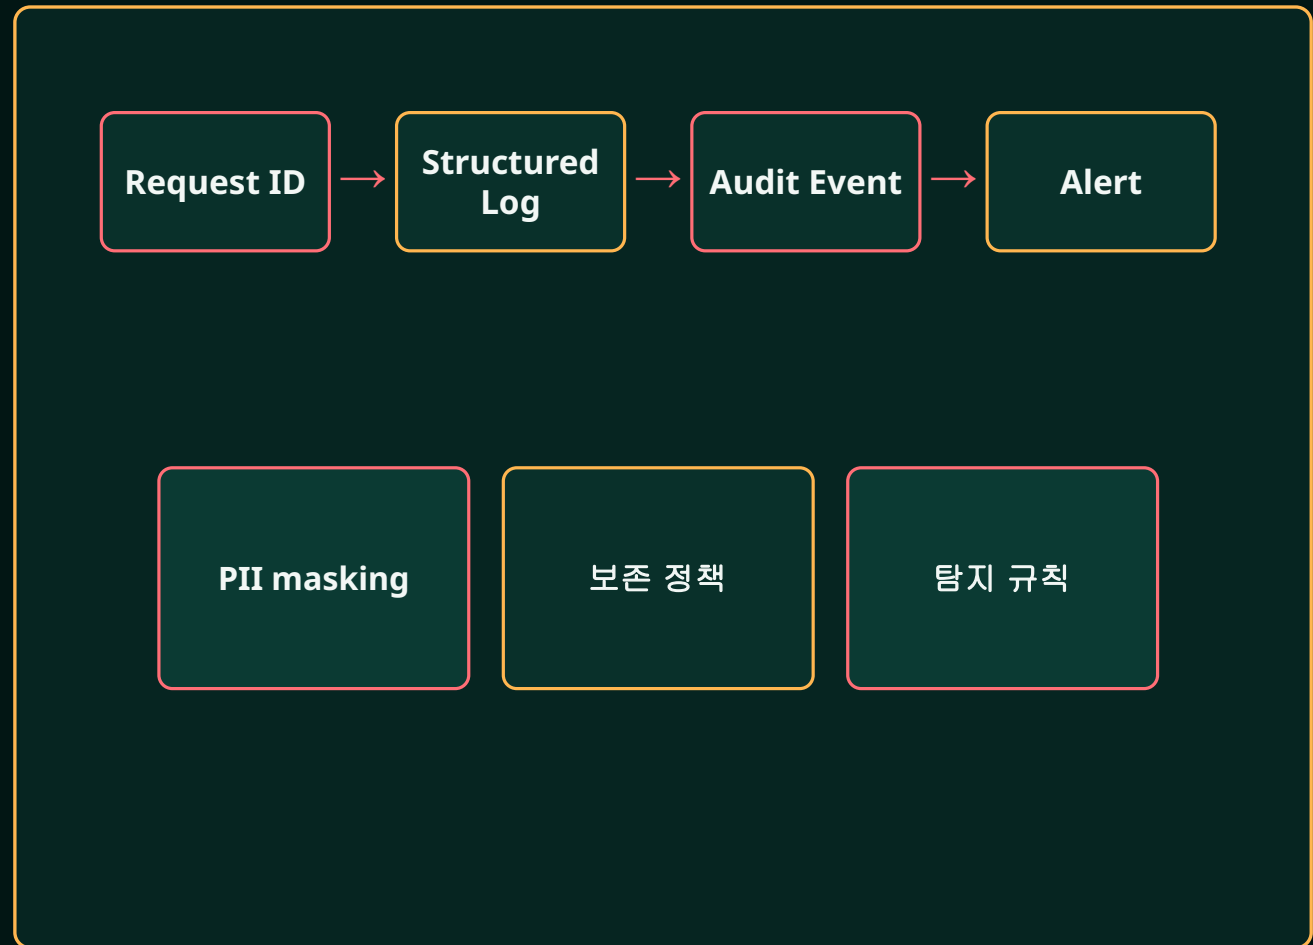 Request ID
Structured
Log
Audit Event
Alert
PII masking
보존 정책
탐지 규칙